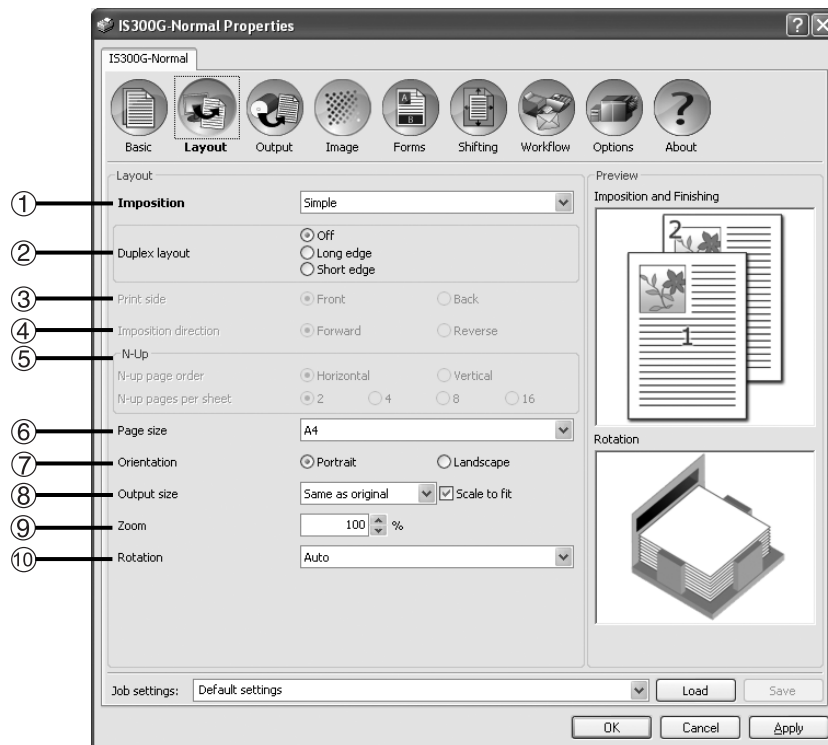 IS300G-Normal Properties
IS300G-Normal
Basic Layout Output Image Forms Shifting Workflow Options About
Layout
① Imposition Simple
② Duplex layout Off
Long edge
Short edge
③ Print side Front Back
④ Imposition direction Forward Reverse
⑤ N-Up
N-up page order Horizontal Vertical
N-up pages per sheet 2 4 8 16
⑥ Page size A4
⑦ Orientation Portrait Landscape
⑧ Output size Same as original Scale to fit
⑨ Zoom 100 %
⑩ Rotation Auto
Preview
Imposition and Finishing
2
1
A
B
Rotation
Job settings: Default settings Load Save
OK Cancel Apply